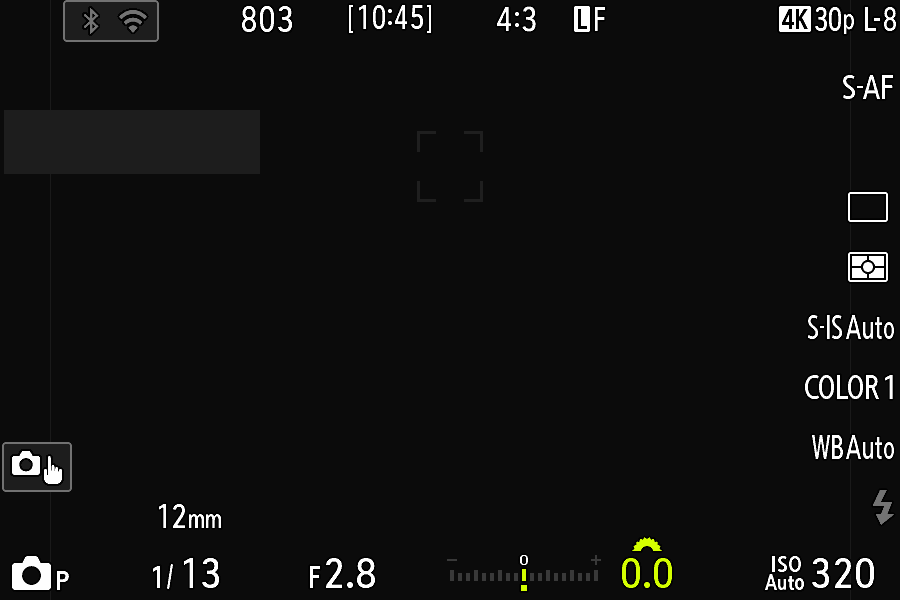 803 [10:45] 4:3 LF 4K 30p L-8
S-AF
S-IS Auto
COLOR 1
WB Auto
12mm
P 1/13 F2.8 − 0 + 0.0 ISO Auto 320